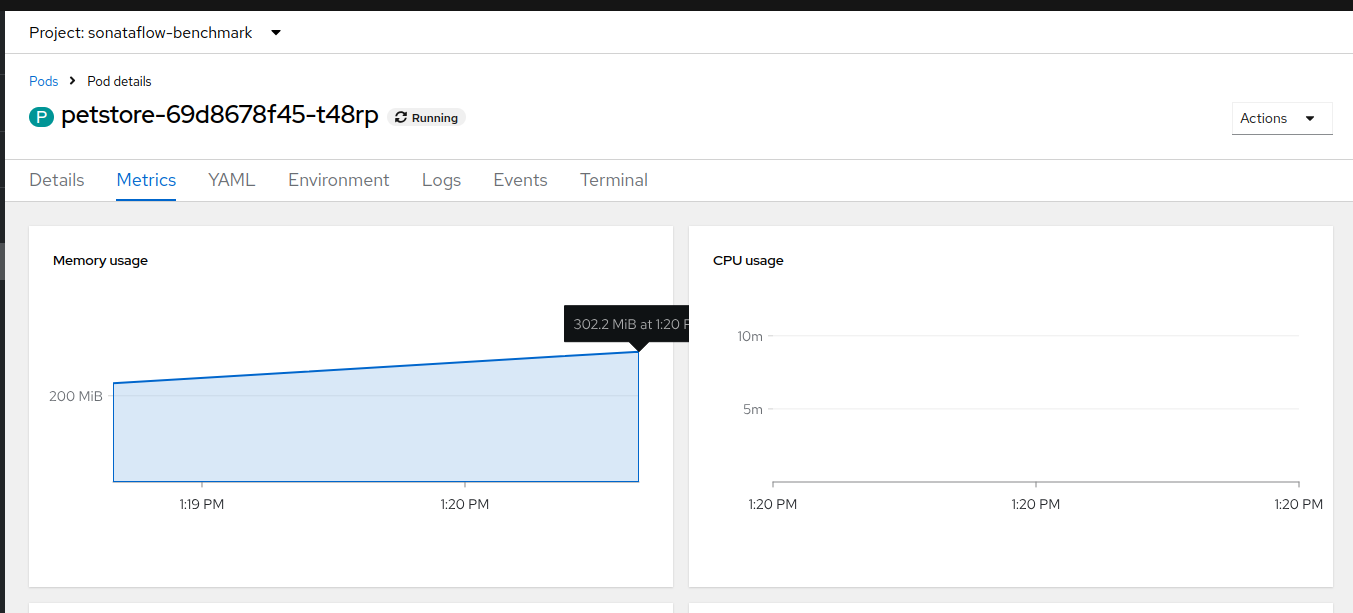 Project: sonataflow-benchmark
Pods Pod details
P petstore-69d8678f45-t48rp Running
Actions
Details Metrics YAML Environment Logs Events Terminal
Memory usage
302.2 MiB at 1:20
200 MiB
1:19 PM 1:20 PM
CPU usage
10m
5m
1:20 PM 1:20 PM 1:20 PM